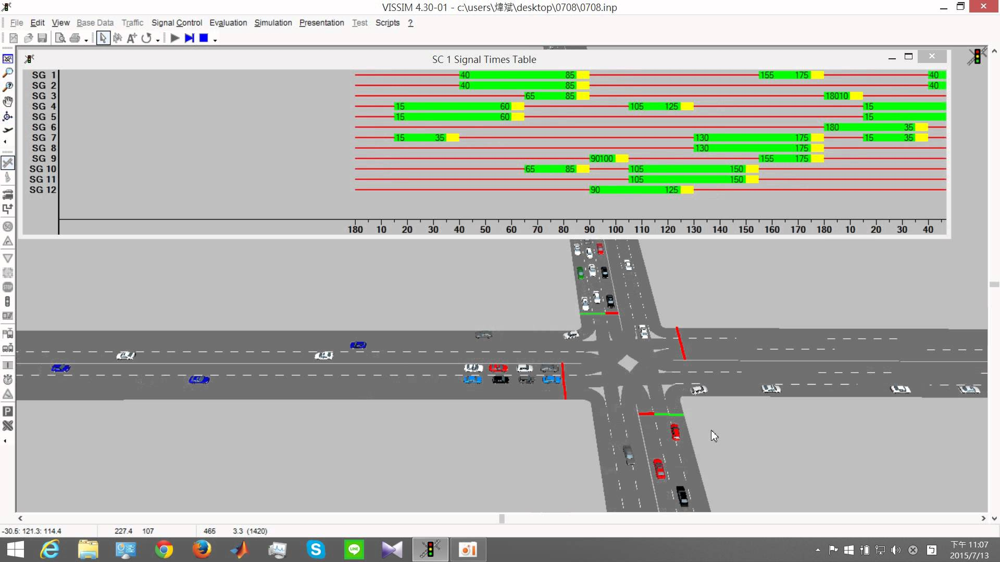 VISSIM 4.30-01 - c:\users\煒斌\desktop\0708\0708.inp
File Edit View Base Data Traffic Signal Control Evaluation Simulation Presentation Test Scripts ?
SC 1 Signal Times Table
SG 1 40 85 155 175 40
SG 2 40 85 40
SG 3 65 85 18010
SG 4 15 60 105 125 15
SG 5 15 60 15
SG 6 180 35
SG 7 15 35 130 175 15 35
SG 8 130 175
SG 9 90100 155 175
SG 10 65 85 105 150
SG 11 105 150
SG 12 90 125
180 10 20 30 40 50 60 70 80 90 100 110 120 130 140 150 160 170 180 10 20 30 40
50
STOP
P
-30.5: 121.3: 114.4 227.4 107 465 3.3 (1420)
LINE
下午 11:07
2015/7/13